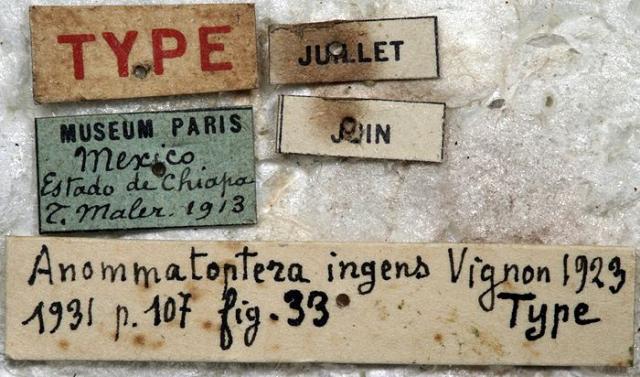 TYPE
JUILLET
JUIN
MUSEUM PARIS
Mexico
Estado de Chiapa
T. Maler. 1913
Anommatoptera ingens Vignon 1923
1931 p. 107 fig. 33 Type